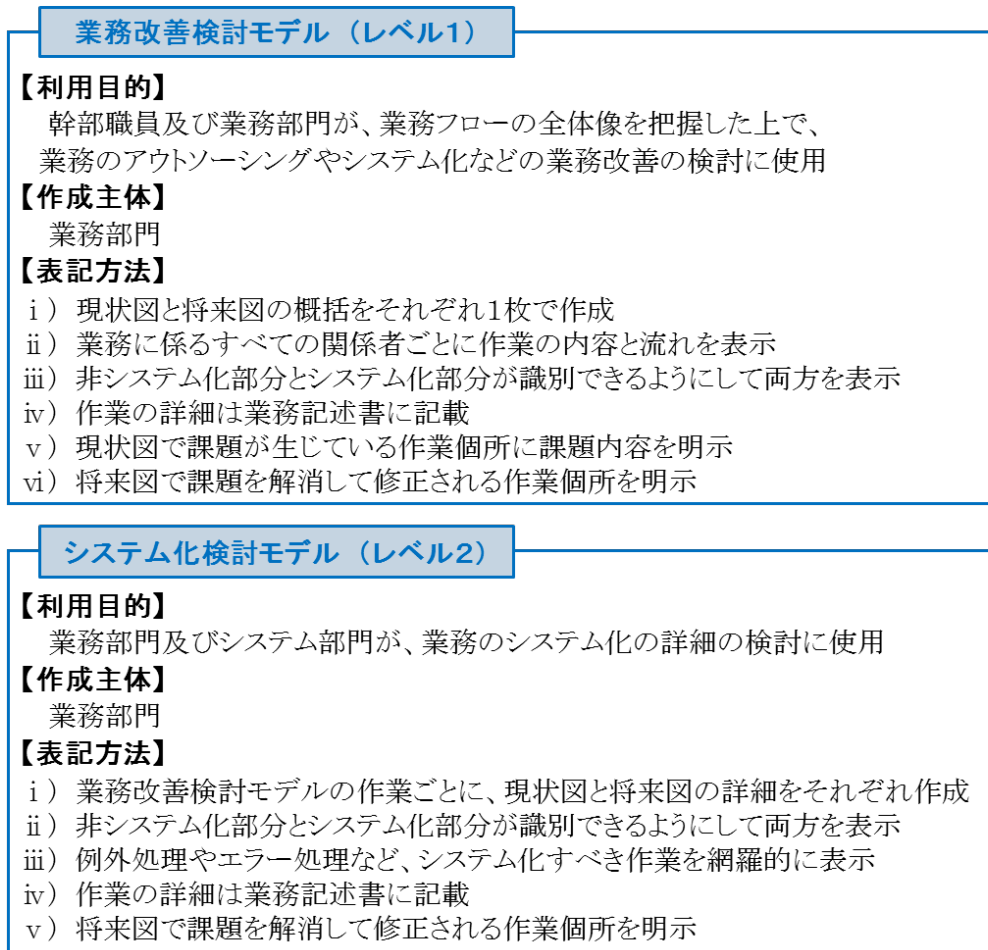 業務改善検討モデル（レベル1）
【利用目的】
幹部職員及び業務部門が、業務フローの全体像を把握した上で、
業務のアウトソーシングやシステム化などの業務改善の検討に使用
【作成主体】
業務部門
【表記方法】
ⅰ） 現状図と将来図の概括をそれぞれ1枚で作成
ⅱ） 業務に係るすべての関係者ごとに作業の内容と流れを表示
ⅲ） 非システム化部分とシステム化部分が識別できるようにして両方を表示
ⅳ） 作業の詳細は業務記述書に記載
ⅴ） 現状図で課題が生じている作業個所に課題内容を明示
ⅵ） 将来図で課題を解消して修正される作業個所を明示
システム化検討モデル（レベル2）
【利用目的】
業務部門及びシステム部門が、業務のシステム化の詳細の検討に使用
【作成主体】
業務部門
【表記方法】
ⅰ） 業務改善検討モデルの作業ごとに、現状図と将来図の詳細をそれぞれ作成
ⅱ） 非システム化部分とシステム化部分が識別できるようにして両方を表示
ⅲ） 例外処理やエラー処理など、システム化すべき作業を網羅的に表示
ⅳ） 作業の詳細は業務記述書に記載
ⅴ） 将来図で課題を解消して修正される作業個所を明示